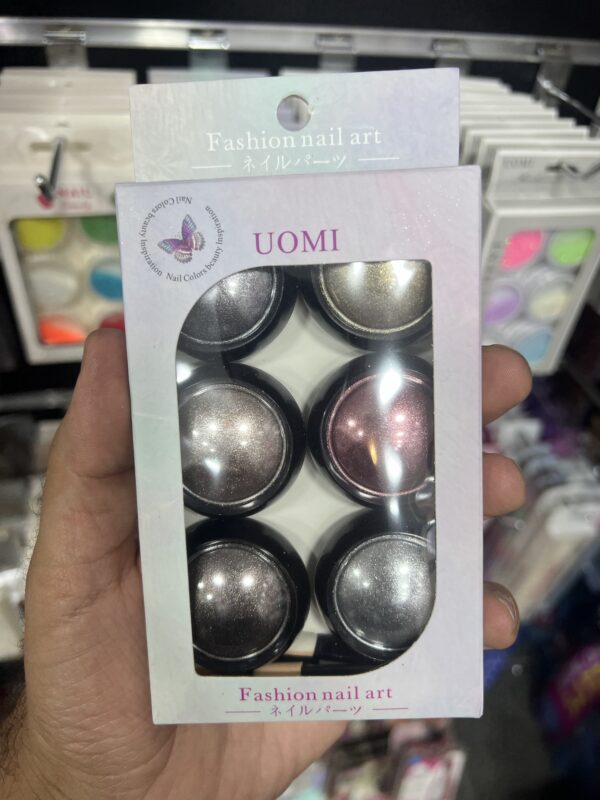 Fashion nail art
ネイルパーツ
Nail Colors beauty Inspiration Nail Colors beauty Inspiration
UOMI
Fashion nail art
ネイルパーツ
UOMI